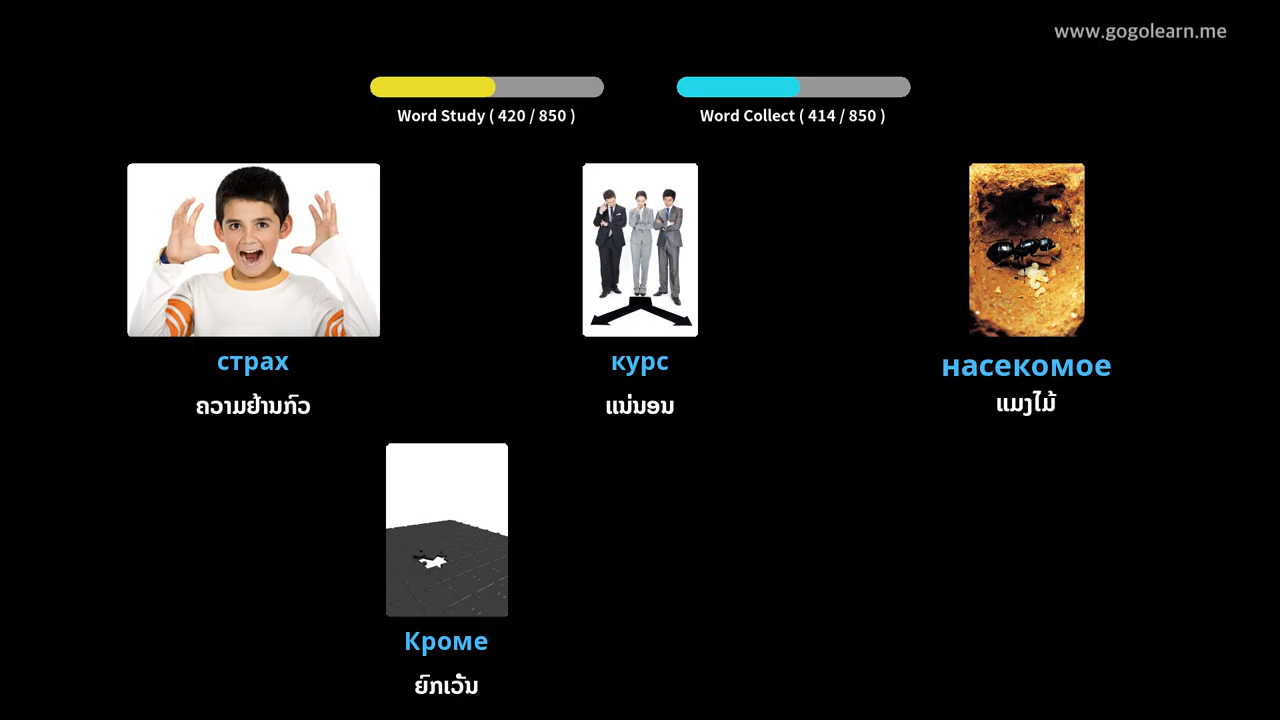 www.gogolearn.me
Word Study ( 420 / 850 )
Word Collect ( 414 / 850 )
страх
курс
насекомое
ຄວາມຢ້ານກົວ
ແນ່ນອນ
ແມງໄມ້
Кроме
ຍົກເວັ້ນ